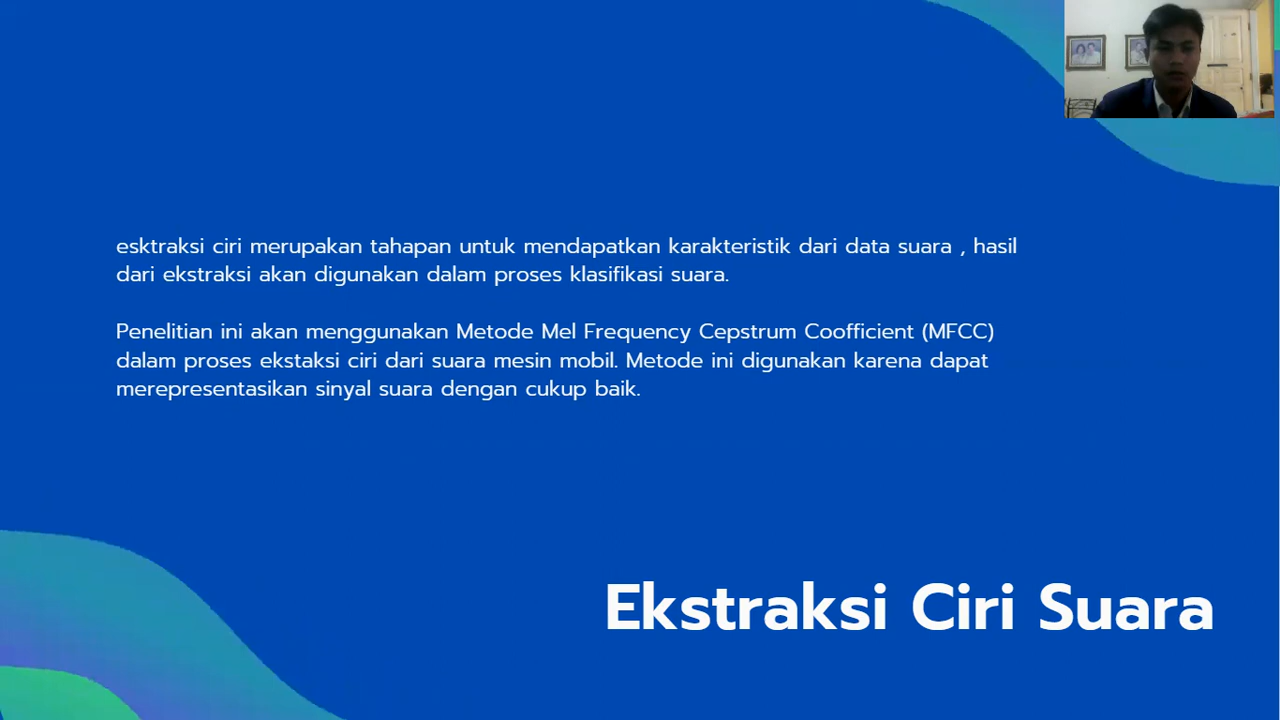 esktraksi ciri merupakan tahapan untuk mendapatkan karakteristik dari data suara , hasil
dari ekstraksi akan digunakan dalam proses klasifikasi suara.
Penelitian ini akan menggunakan Metode Mel Frequency Cepstrum Coofficient (MFCC)
dalam proses ekstaksi ciri dari suara mesin mobil. Metode ini digunakan karena dapat
merepresentasikan sinyal suara dengan cukup baik.
Ekstraksi Ciri Suara